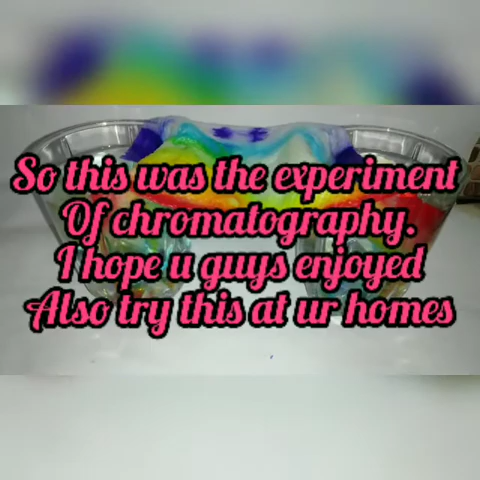 So this was the experiment
Of chromatography.
I hope u guys enjoyed
Also try this at ur homes